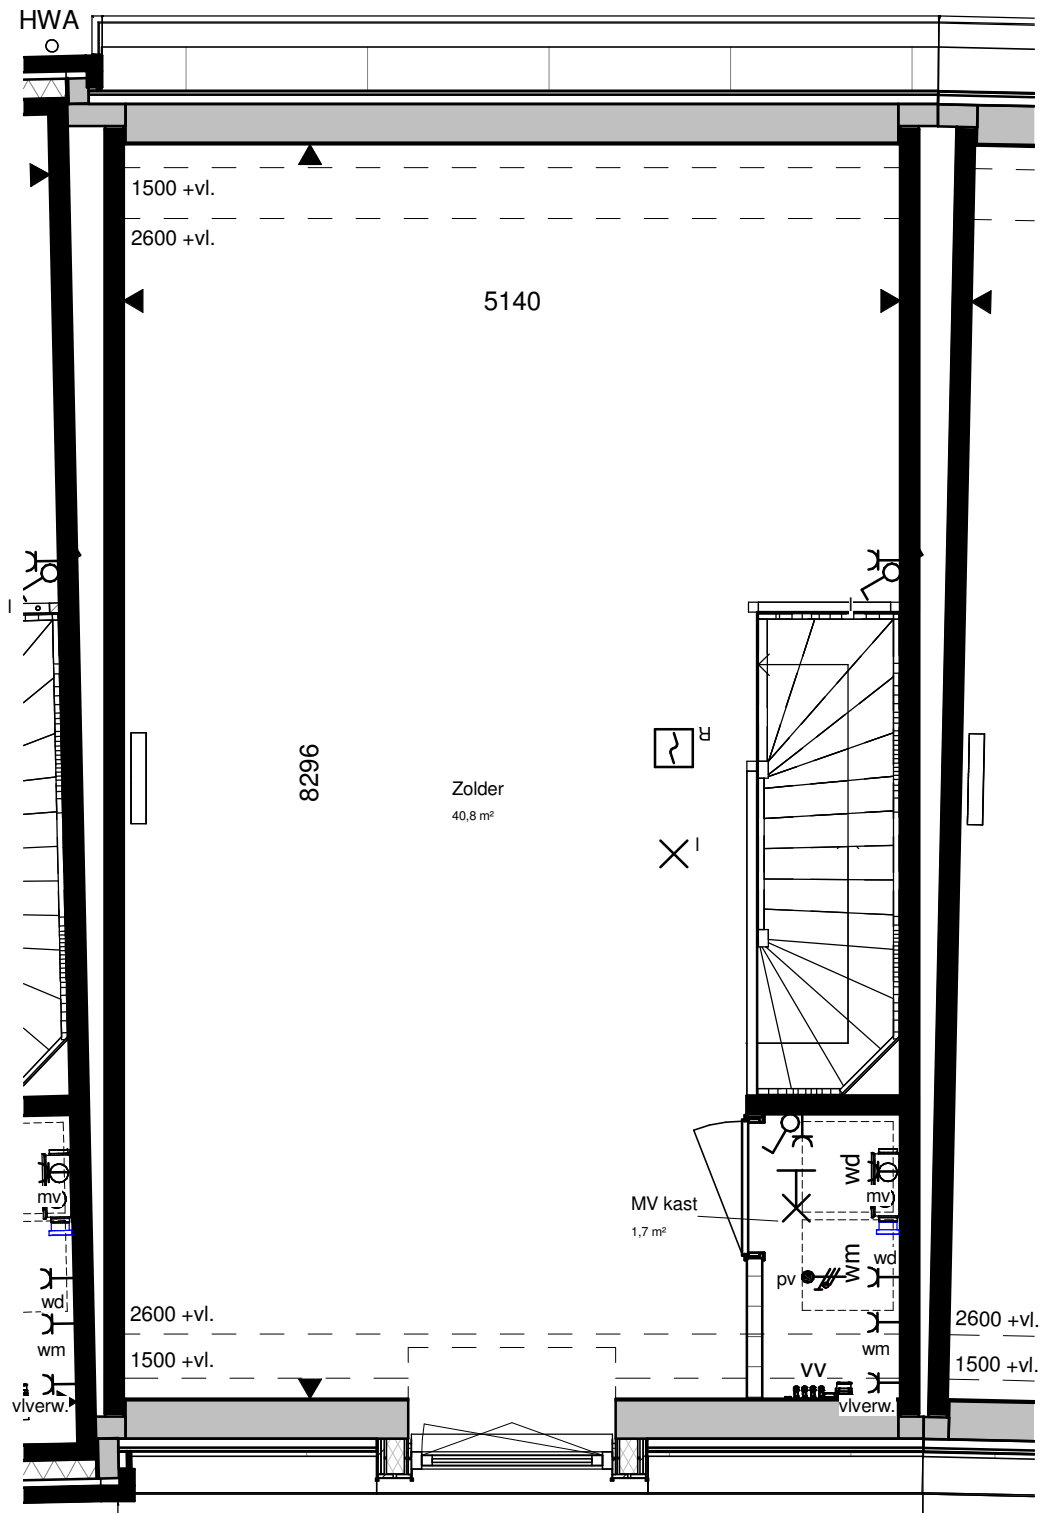 HWA
1500 +vl.
2600 +vl.
5140
l
l
8296
R
Zolder
40,8 m²
l
MV kast
1,7 m²
wd
mv
mv
wm
wd
pv
wd
2600 +vl.
2600 +vl.
wm
wm
1500 +vl.
vv
1500 +vl.
vlverw.
vlverw.